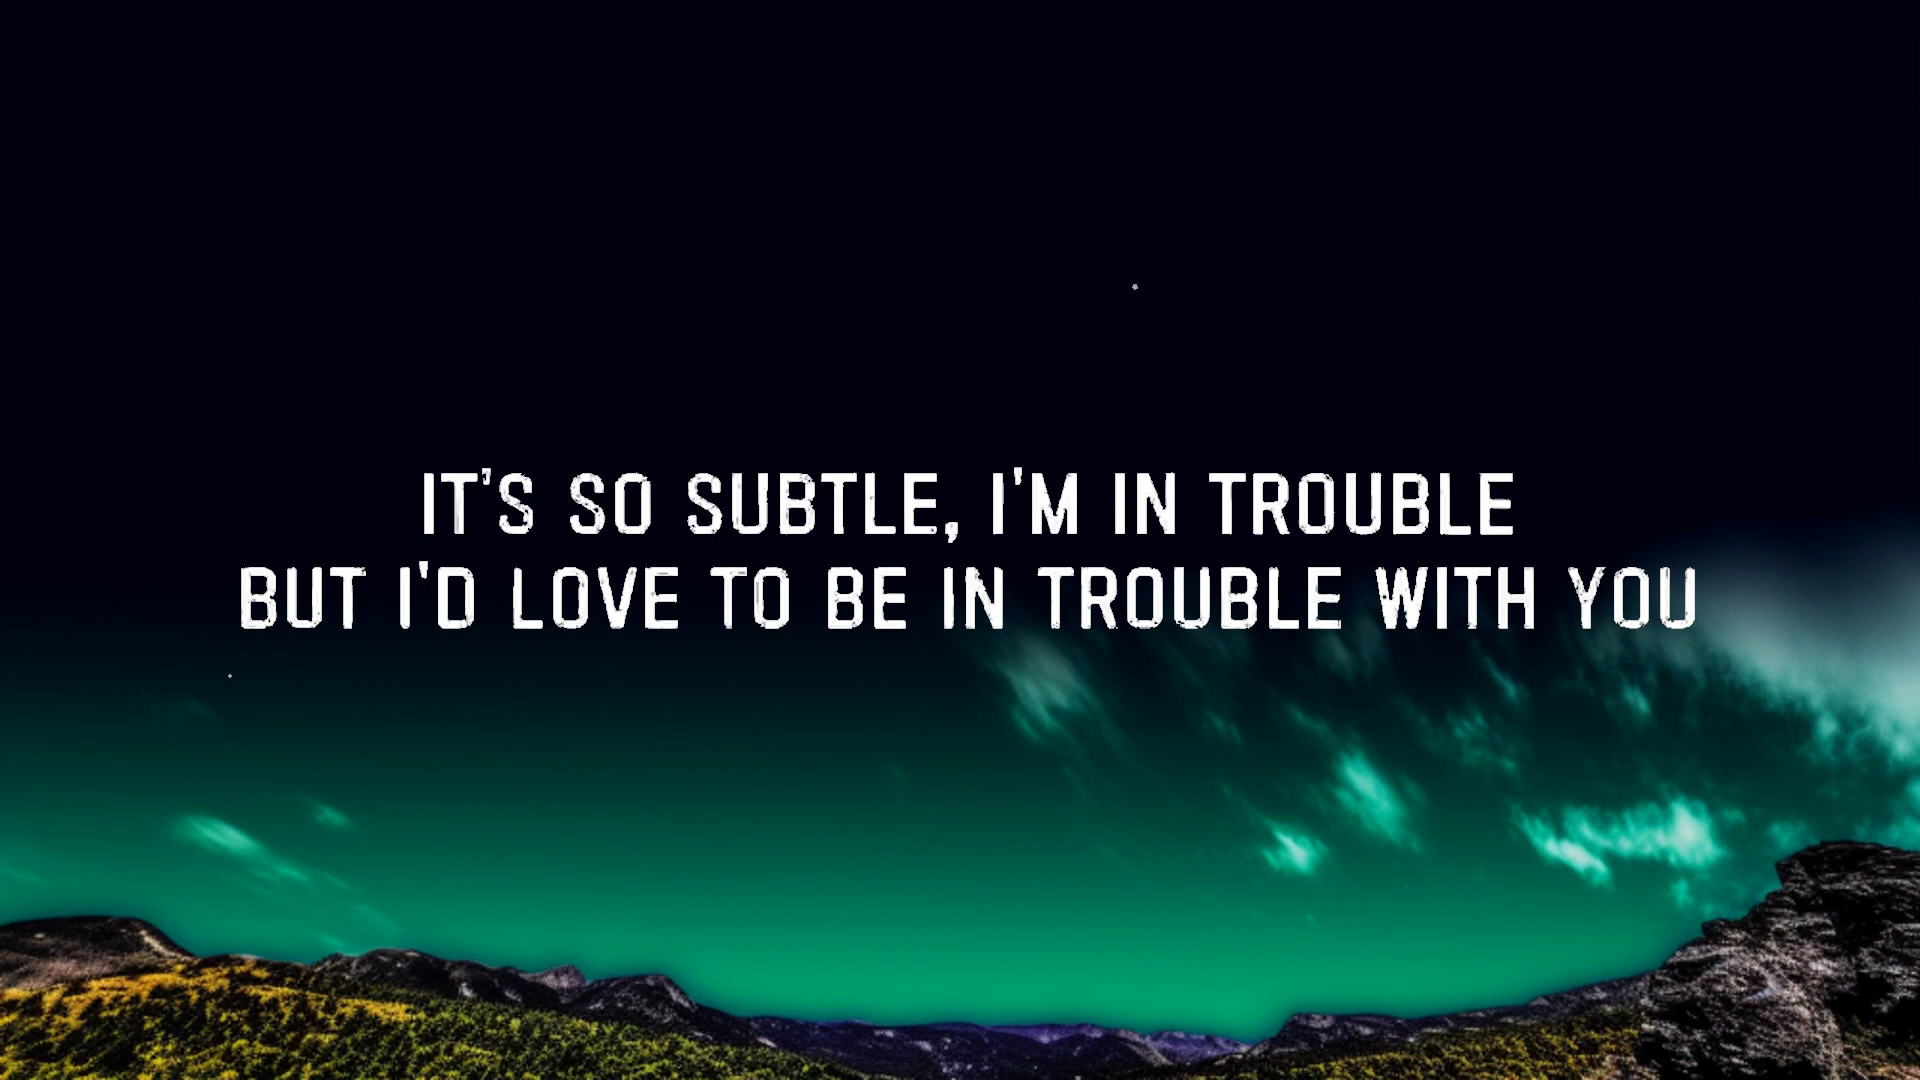 IT'S SO SUBTLE, I'M IN TROUBLE
BUT I'D LOVE TO BE IN TROUBLE WITH YOU